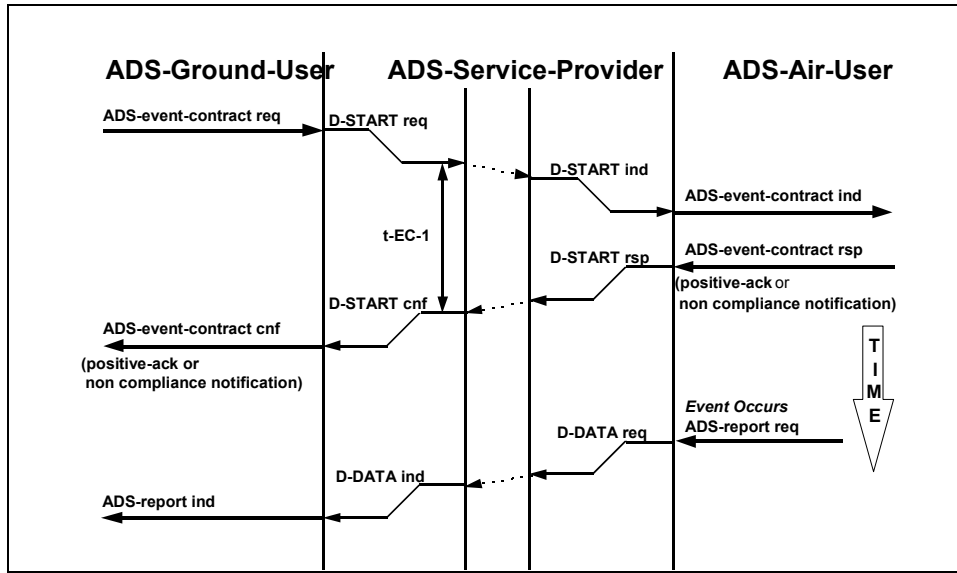 ADS-Ground-User
ADS-Service-Provider
ADS-Air-User
ADS-event-contract req
D-START req
D-START ind
ADS-event-contract ind
t-EC-1
D-START rsp
ADS-event-contract rsp
(positive-ack or
non compliance notification)
D-START cnf
ADS-event-contract cnf
(positive-ack or
non compliance notification)
T
I
M
E
Event Occurs
ADS-report req
D-DATA req
D-DATA ind
ADS-report ind